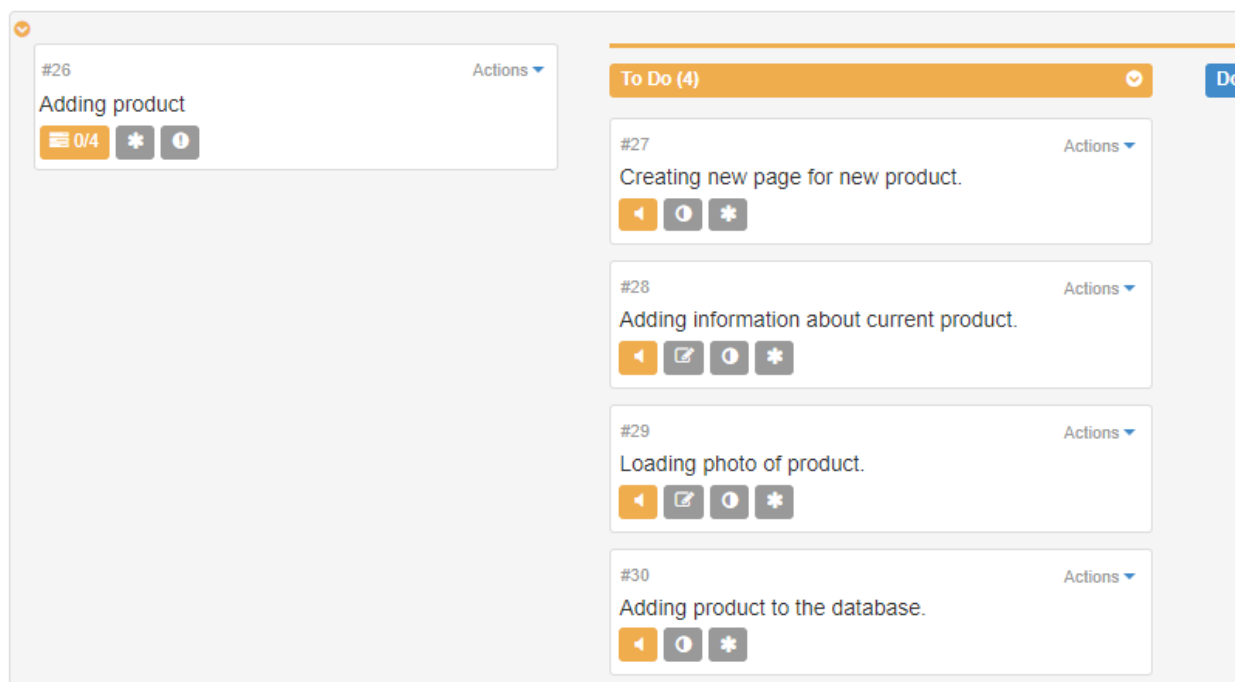 #26 Actions
Adding product
0/4
To Do (4)
Do
#27 Actions
Creating new page for new product.
#28 Actions
Adding information about current product.
#29 Actions
Loading photo of product.
#30 Actions
Adding product to the database.